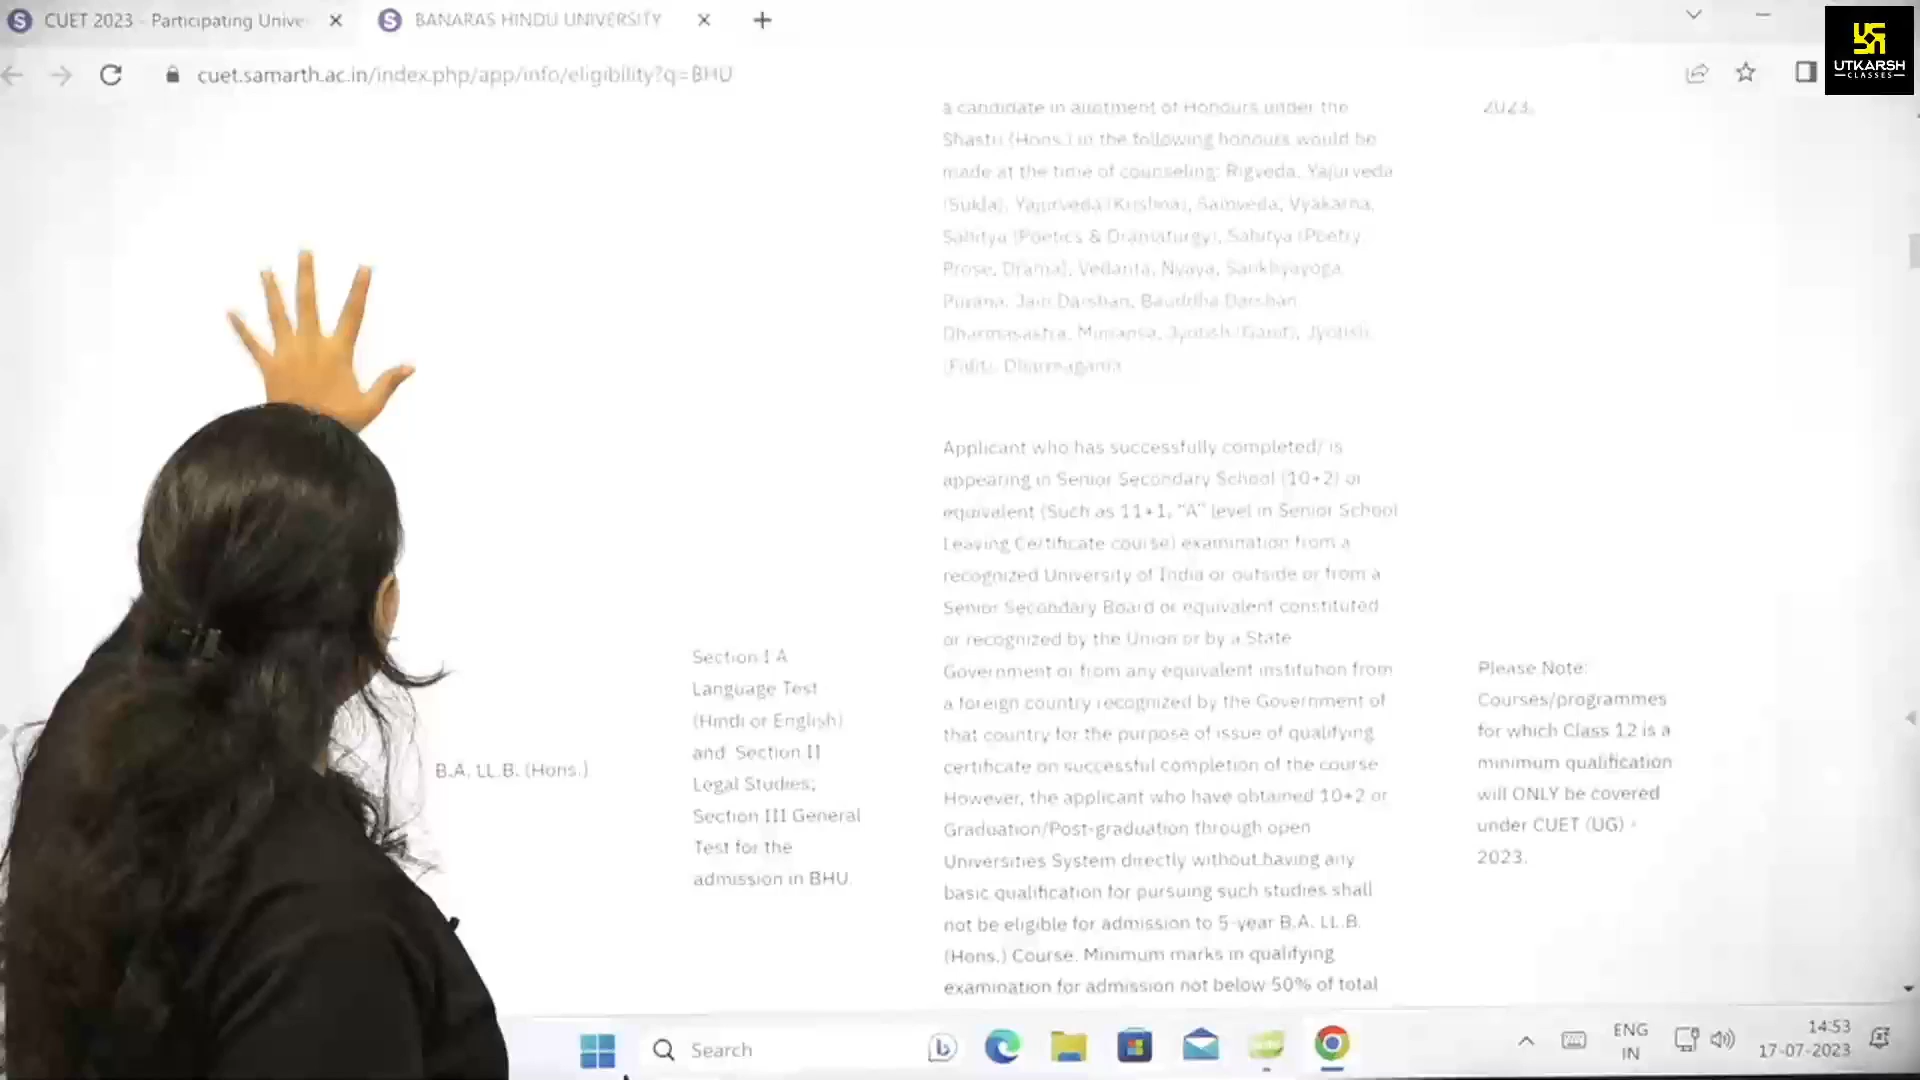 CUET 2023 - Participating Unive
BANARAS HINDU UNIVERSITY
UTKARSH
CLASSES
cuet.samarth.ac.in/index.php/app/info/eligibility?q=BHU
a candidate in allotment of Honours under the
2023.
Shastri (Hons.) in the following honours would be
made at the time of counseling: Rigveda, Yajurveda
(Sukla), Yajurveda (Krishna), Samveda, Vyakarna,
Sahitya (Poetics & Dramaturgy), Sahitya (Poetry,
Prose, Drama), Vedanta, Nyaya, Sankhyayoga
Purana, Jain Darshan, Bauddha Darshan
Dharmasastra, Mimansa, Jyotish (Ganit), Jyotish
(Falit), Dharmagama
Applicant who has successfully completed/ is
appearing in Senior Secondary School (10+2) or
equivalent (Such as 11+1, "A" level in Senior School
Leaving Certificate course) examination from a
recognized University of India or outside or from a
Senior Secondary Board or equivalent constituted
or recognized by the Union or by a State
Government or from any equivalent institution from
a foreign country recognized by the Government of
that country for the purpose of issue of qualifying
certificate on successful completion of the course
However, the applicant who have obtained 10+2 or
Graduation/Post-graduation through open
Universities System directly without having any
basic qualification for pursuing such studies shall
not be eligible for admission to 5-year B.A. LL.B.
(Hons.) Course. Minimum marks in qualifying
examination for admission not below 50% of total
B.A. LL.B. (Hons.)
Section I A
Language Test
(Hindi or English)
and Section II
Legal Studies;
Section III General
Test for the
admission in BHU.
Please Note:
Courses/programmes
for which Class 12 is a
minimum qualification
will ONLY be covered
under CUET (UG) -
2023.
Search
ENG
IN
14:53
17-07-2023